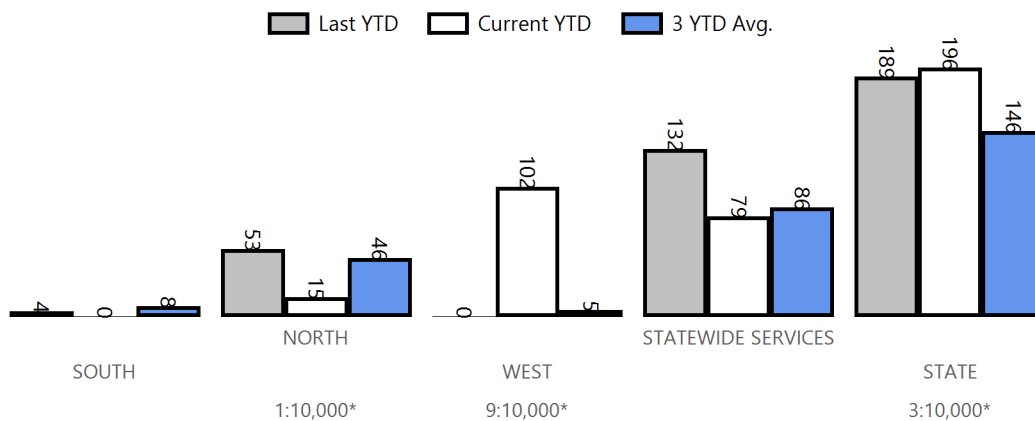 Last YTD Current YTD 3 YTD Avg.
4 0 8 53 15 46 0 102 5 132 79 86 189 196 146
NORTH STATEWIDE SERVICES
SOUTH WEST STATE
1:10,000* 9:10,000* 3:10,000*